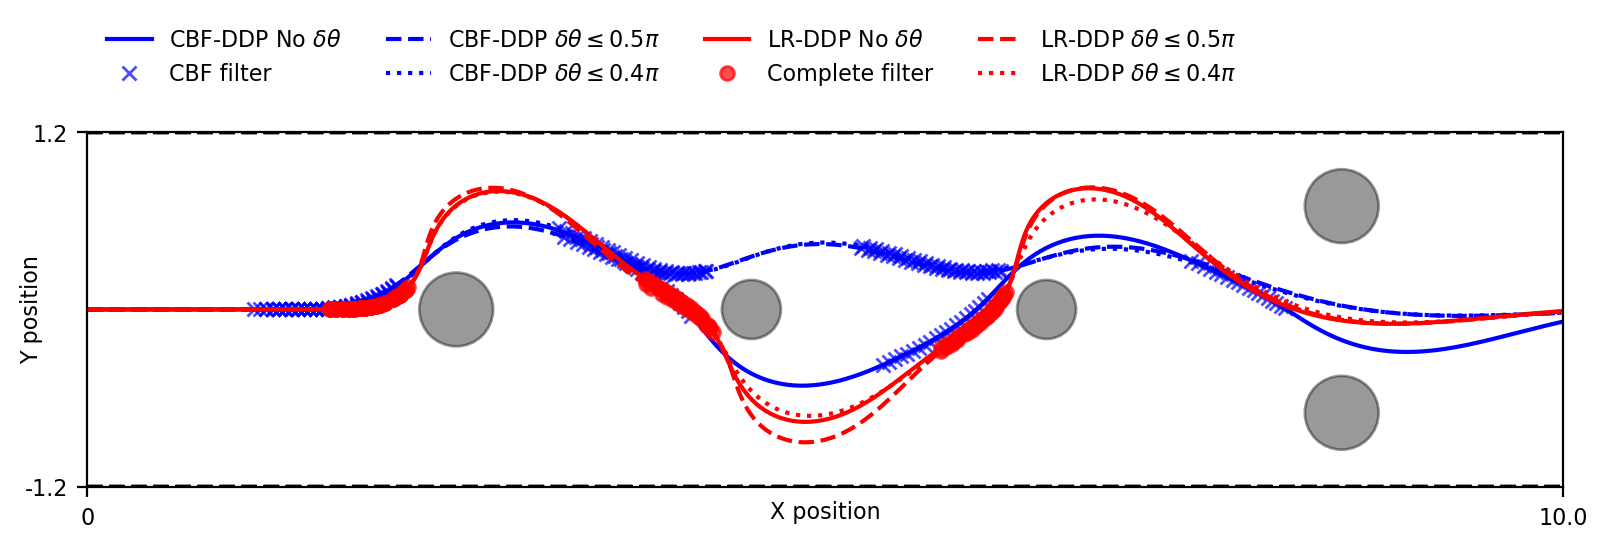 CBF-DDP No δθ
CBF-DDP δθ ≤ 0.5π
LR-DDP No δθ
LR-DDP δθ ≤ 0.5π
CBF filter
CBF-DDP δθ ≤ 0.4π
Complete filter
LR-DDP δθ ≤ 0.4π
1.2
Y position
-1.2
0
X position
10.0